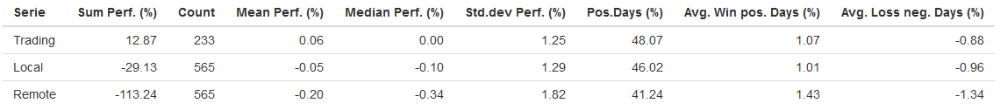 Serie Sum Perf. (%) Count Mean Perf. (%) Median Perf. (%) Std.dev Perf. (%) Pos.Days (%) Avg. Win pos. Days (%) Avg. Loss neg. Days (%)
Trading 12.87 233 0.06 0.00 1.25 48.07 1.07 -0.88
Local -29.13 565 -0.05 -0.10 1.29 46.02 1.01 -0.96
Remote -113.24 565 -0.20 -0.34 1.82 41.24 1.43 -1.34